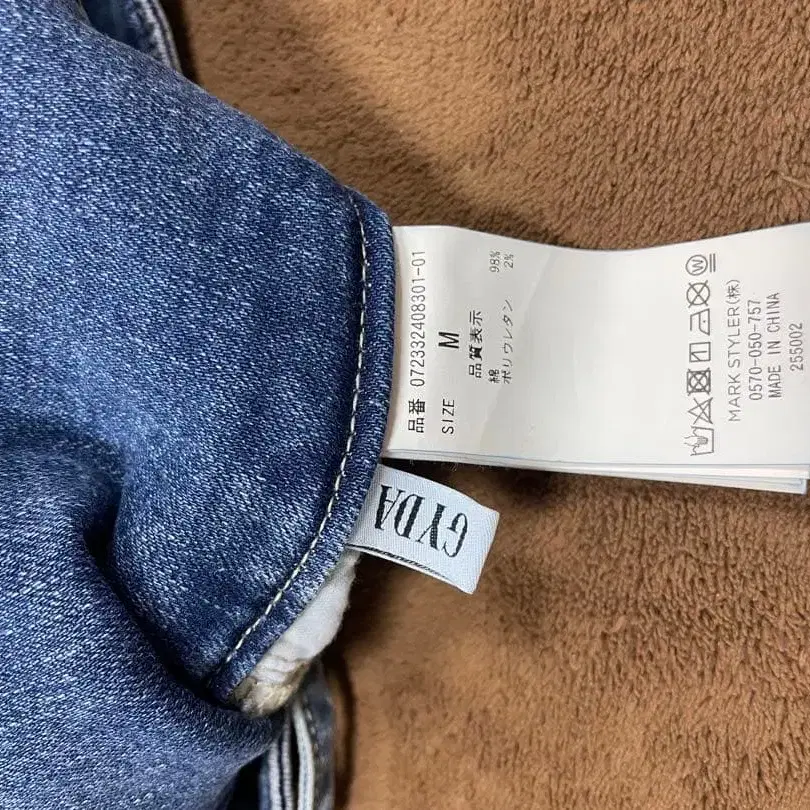 品番 072332408301-01
SIZE M
品質表示
綿 98%
ポリウレタン 2%
MARK STYLER(株)
0570-050-757
MADE IN CHINA
255002
GYDA